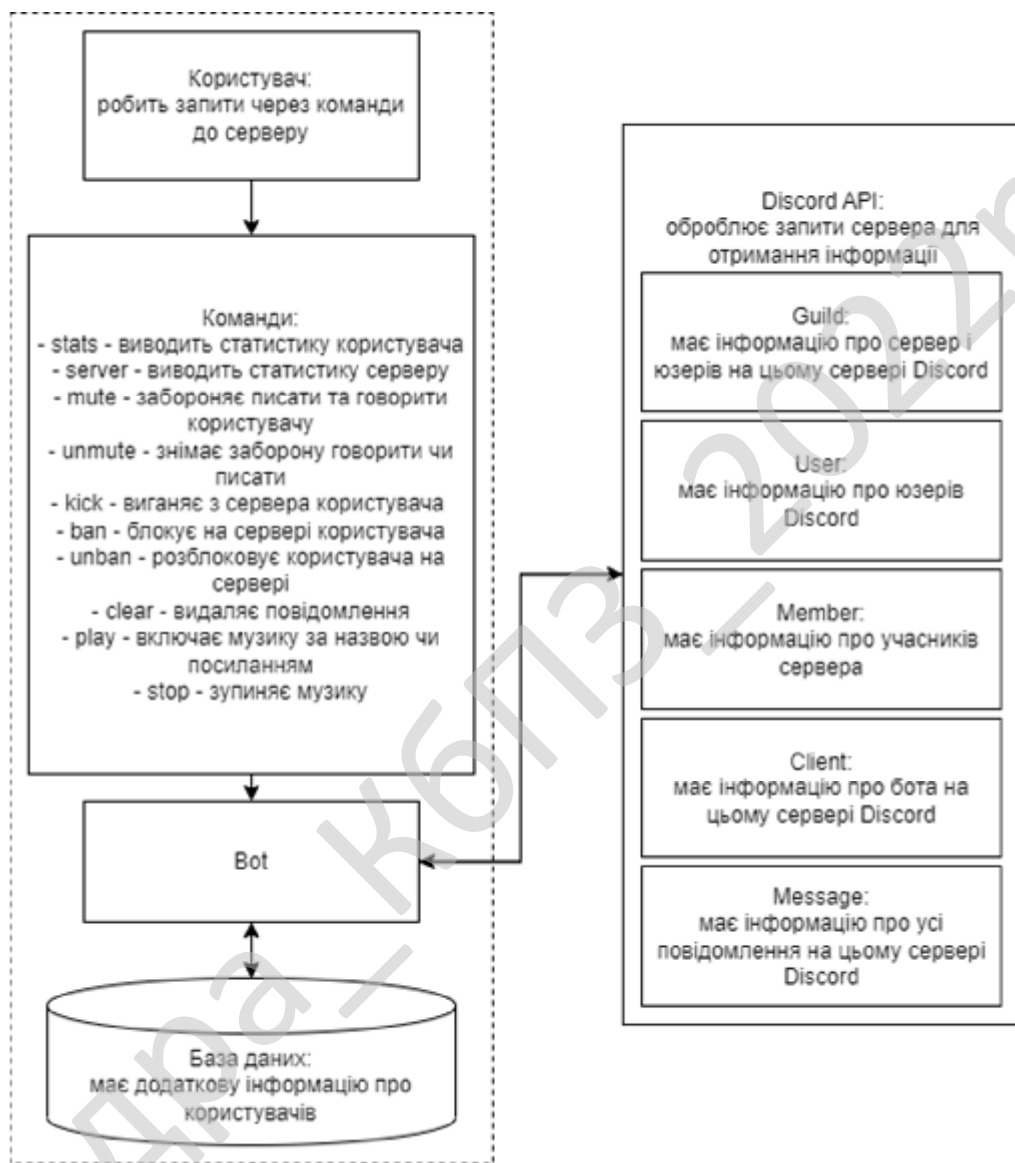 Користувач:
робить запити через команди
до серверу
Команди:
- stats - виводить статистику користувача
- server - виводить статистику серверу
- mute - забороняє писати та говорити
користувачу
- unmute - знімає заборону говорити чи
писати
- kick - виганяє з сервера користувача
- ban - блокує на сервері користувача
- unban - розблоковує користувача на
сервері
- clear - видаляє повідомлення
- play - включає музику за назвою чи
посиланням
- stop - зупиняє музику
Bot
База даних:
має додаткову інформацію про
користувачів
Discord API:
оброблює запити сервера для
отримання інформації
Guild:
має інформацію про сервер і
юзерів на цьому сервері Discord
User:
має інформацію про юзерів
Discord
Member:
має інформацію про учасників
сервера
Client:
має інформацію про бота на
цьому сервері Discord
Message:
має інформацію про усі
повідомлення на цьому сервері
Discord
дра_КбПЗ_2022р